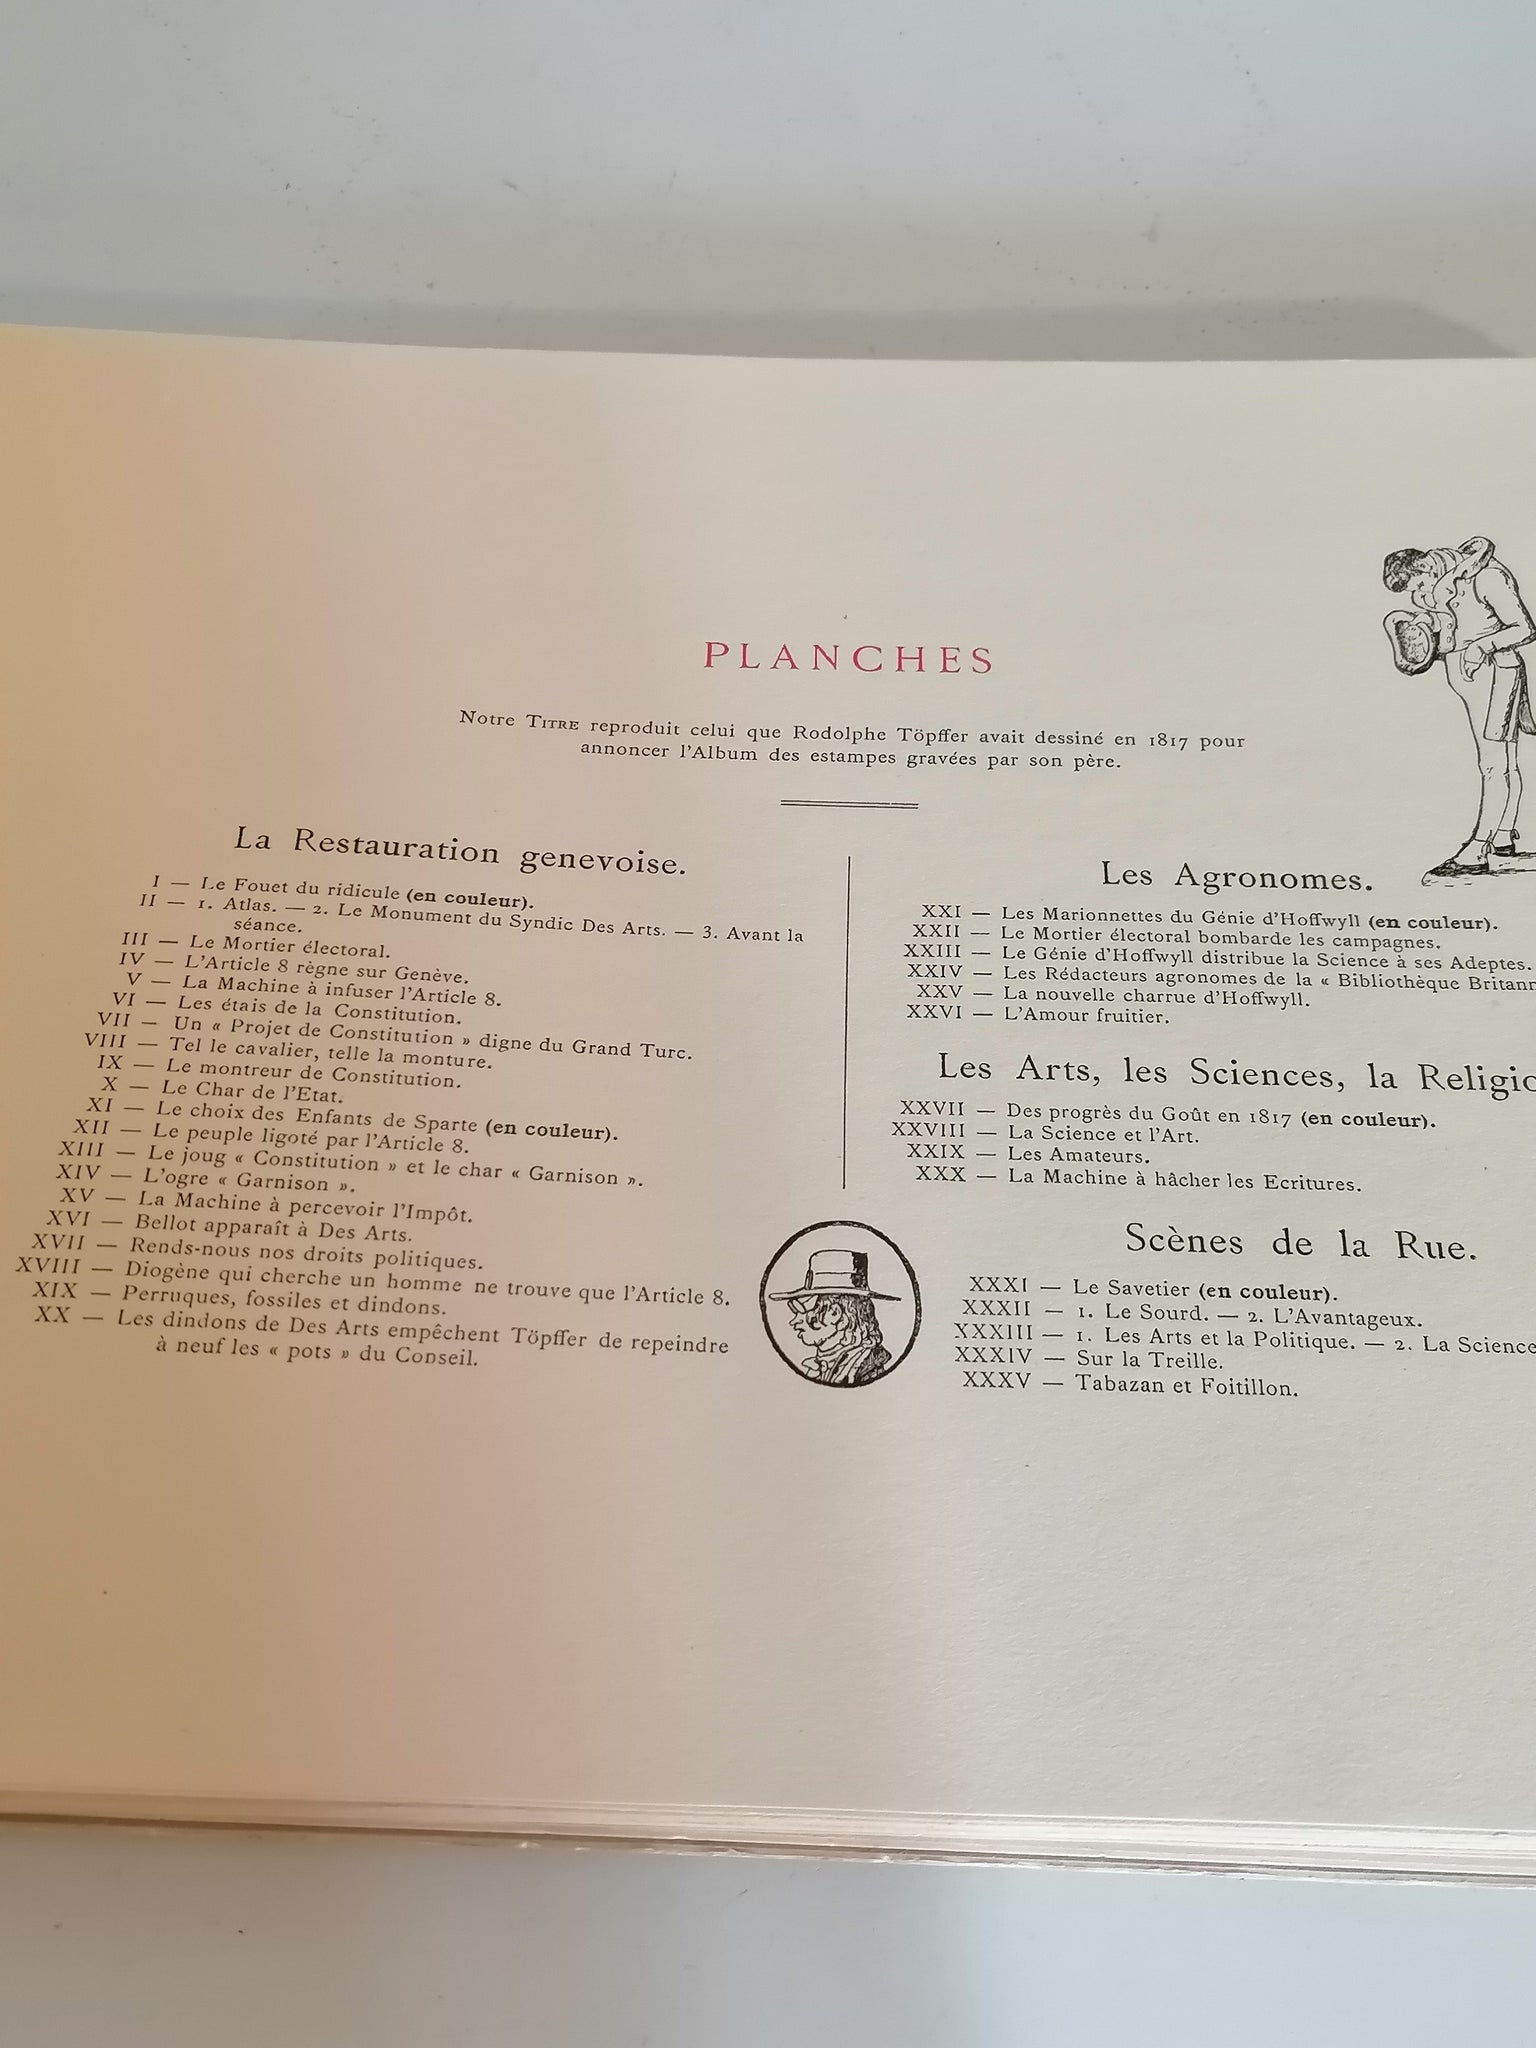 PLANCHES
Notre TITRE reproduit celui que Rodolphe Töpffer avait dessiné en 1817 pour
annoncer l'Album des estampes gravées par son père.
La Restauration genevoise.
I — Le Fouet du ridicule (en couleur).
II — 1. Atlas. — 2. Le Monument du Syndic Des Arts. — 3. Avant la
séance.
III — Le Mortier électoral.
IV — L'Article 8 règne sur Genève.
V — La Machine à infuser l'Article 8.
VI — Les étais de la Constitution.
VII — Un « Projet de Constitution » digne du Grand Turc.
VIII — Tel le cavalier, telle la monture.
IX — Le montreur de Constitution.
X — Le Char de l'Etat.
XI — Le choix des Enfants de Sparte (en couleur).
XII — Le peuple ligoté par l'Article 8.
XIII — Le joug « Constitution » et le char « Garnison ».
XIV — L'ogre « Garnison ».
XV — La Machine à percevoir l'Impôt.
XVI — Bellot apparaît à Des Arts.
XVII — Rends-nous nos droits politiques.
XVIII — Diogène qui cherche un homme ne trouve que l'Article 8.
XIX — Perruques, fossiles et dindons.
XX — Les dindons de Des Arts empêchent Töpffer de repeindre
à neuf les « pots » du Conseil.
Les Agronomes.
XXI — Les Marionnettes du Génie d'Hoffwyll (en couleur).
XXII — Le Mortier électoral bombarde les campagnes.
XXIII — Le Génie d'Hoffwyll distribue la Science à ses Adeptes.
XXIV — Les Rédacteurs agronomes de la « Bibliothèque Britann
XXV — La nouvelle charrue d'Hoffwyll.
XXVI — L'Amour fruitier.
Les Arts, les Sciences, la Religio
XXVII — Des progrès du Goût en 1817 (en couleur).
XXVIII — La Science et l'Art.
XXIX — Les Amateurs.
XXX — La Machine à hâcher les Ecritures.
Scènes de la Rue.
XXXI — Le Savetier (en couleur).
XXXII — 1. Le Sourd. — 2. L'Avantageux.
XXXIII — 1. Les Arts et la Politique. — 2. La Science
XXXIV — Sur la Treille.
XXXV — Tabazan et Foitillon.